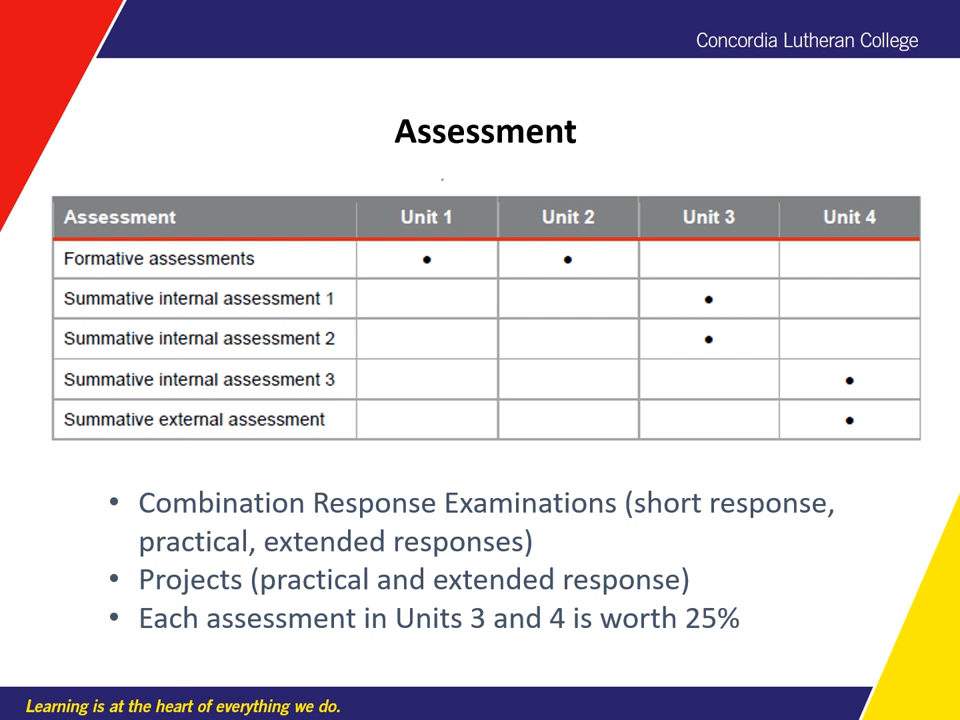 Concordia Lutheran College
Assessment
Assessment Unit 1 Unit 2 Unit 3 Unit 4
Formative assessments • •
Summative internal assessment 1 •
Summative internal assessment 2 •
Summative internal assessment 3 •
Summative external assessment •
• Combination Response Examinations (short response,
practical, extended responses)
• Projects (practical and extended response)
• Each assessment in Units 3 and 4 is worth 25%
Learning is at the heart of everything we do.